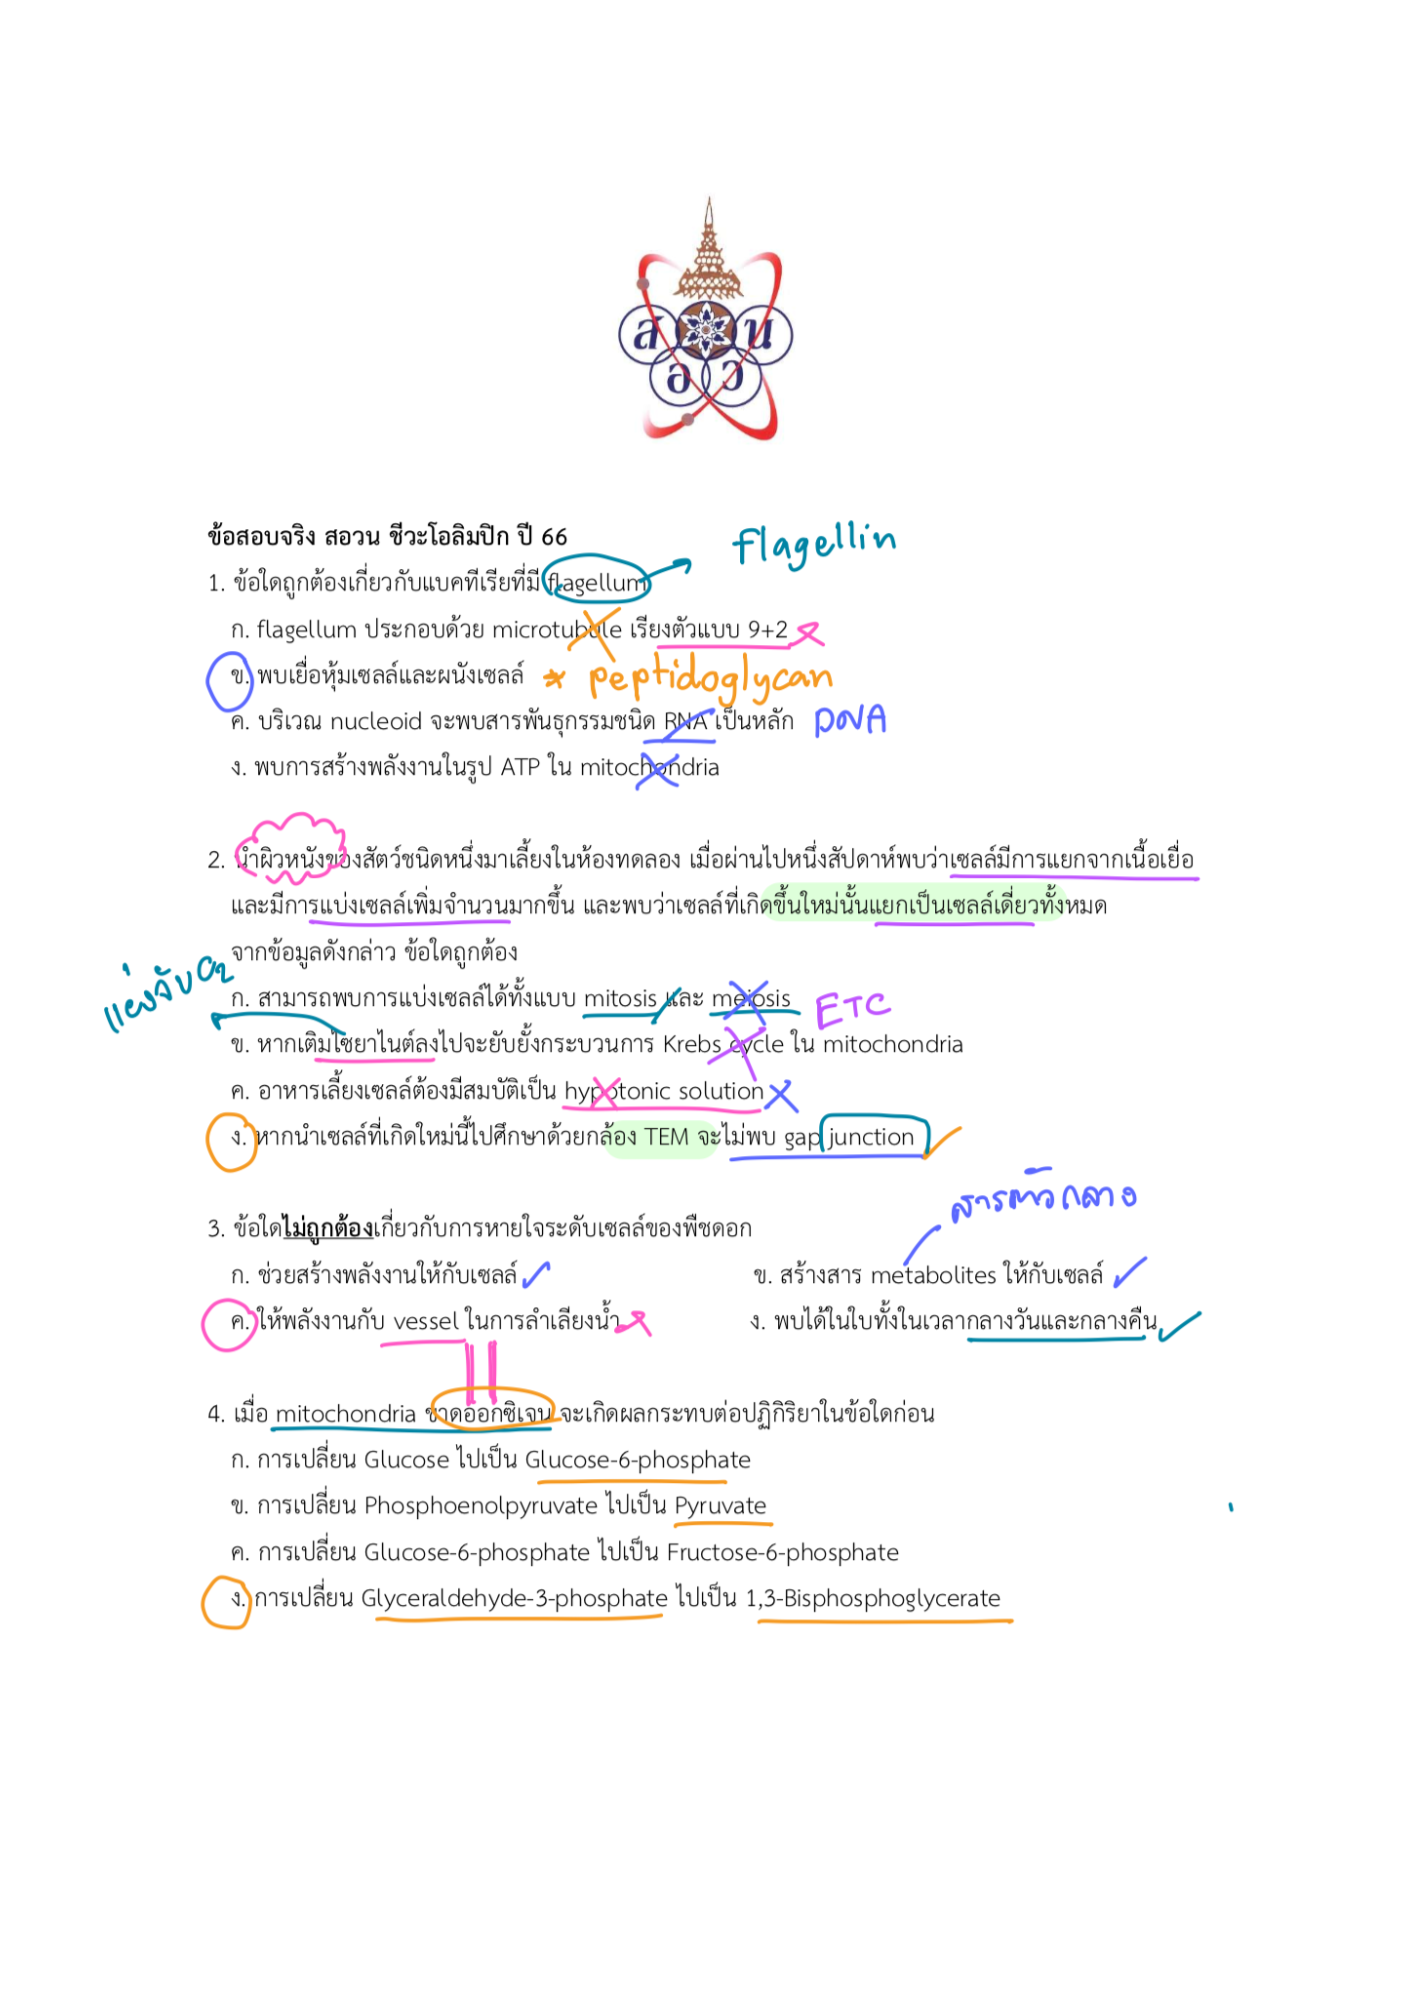 ส อ ว น
ข้อสอบจริง สอวน ชีวะโอลิมปิก ปี 66
flagellin
1. ข้อใดถูกต้องเกี่ยวกับแบคทีเรียที่มี flagellum
ก. flagellum ประกอบด้วย microtubule เรียงตัวแบบ 9+2
ข. พบเยื่อหุ้มเซลล์และผนังเซลล์ * peptidoglycan
ค. บริเวณ nucleoid จะพบสารพันธุกรรมชนิด RNA เป็นหลัก DNA
ง. พบการสร้างพลังงานในรูป ATP ใน mitochondria
2. นำผิวหนังของสัตว์ชนิดหนึ่งมาเลี้ยงในห้องทดลอง เมื่อผ่านไปหนึ่งสัปดาห์พบว่าเซลล์มีการแยกจากเนื้อเยื่อ
และมีการแบ่งเซลล์เพิ่มจำนวนมากขึ้น และพบว่าเซลล์ที่เกิดขึ้นใหม่นั้นแยกเป็นเซลล์เดี่ยวทั้งหมด
จากข้อมูลดังกล่าว ข้อใดถูกต้อง
แย่งจับ O2
ก. สามารถพบการแบ่งเซลล์ได้ทั้งแบบ mitosis และ meiosis ETC
ข. หากเติมไซยาไนต์ลงไปจะยับยั้งกระบวนการ Krebs cycle ใน mitochondria
ค. อาหารเลี้ยงเซลล์ต้องมีสมบัติเป็น hypotonic solution
ง. หากนำเซลล์ที่เกิดใหม่นี้ไปศึกษาด้วยกล้อง TEM จะไม่พบ gap junction
สารตัวกลาง
3. ข้อใดไม่ถูกต้องเกี่ยวกับการหายใจระดับเซลล์ของพืชดอก
ก. ช่วยสร้างพลังงานให้กับเซลล์ ข. สร้างสาร metabolites ให้กับเซลล์
ค. ให้พลังงานกับ vessel ในการลำเลียงน้ำ ง. พบได้ในใบทั้งในเวลากลางวันและกลางคืน
4. เมื่อ mitochondria ขาดออกซิเจน จะเกิดผลกระทบต่อปฏิกิริยาในข้อใดก่อน
ก. การเปลี่ยน Glucose ไปเป็น Glucose-6-phosphate
ข. การเปลี่ยน Phosphoenolpyruvate ไปเป็น Pyruvate
ค. การเปลี่ยน Glucose-6-phosphate ไปเป็น Fructose-6-phosphate
ง. การเปลี่ยน Glyceraldehyde-3-phosphate ไปเป็น 1,3-Bisphosphoglycerate